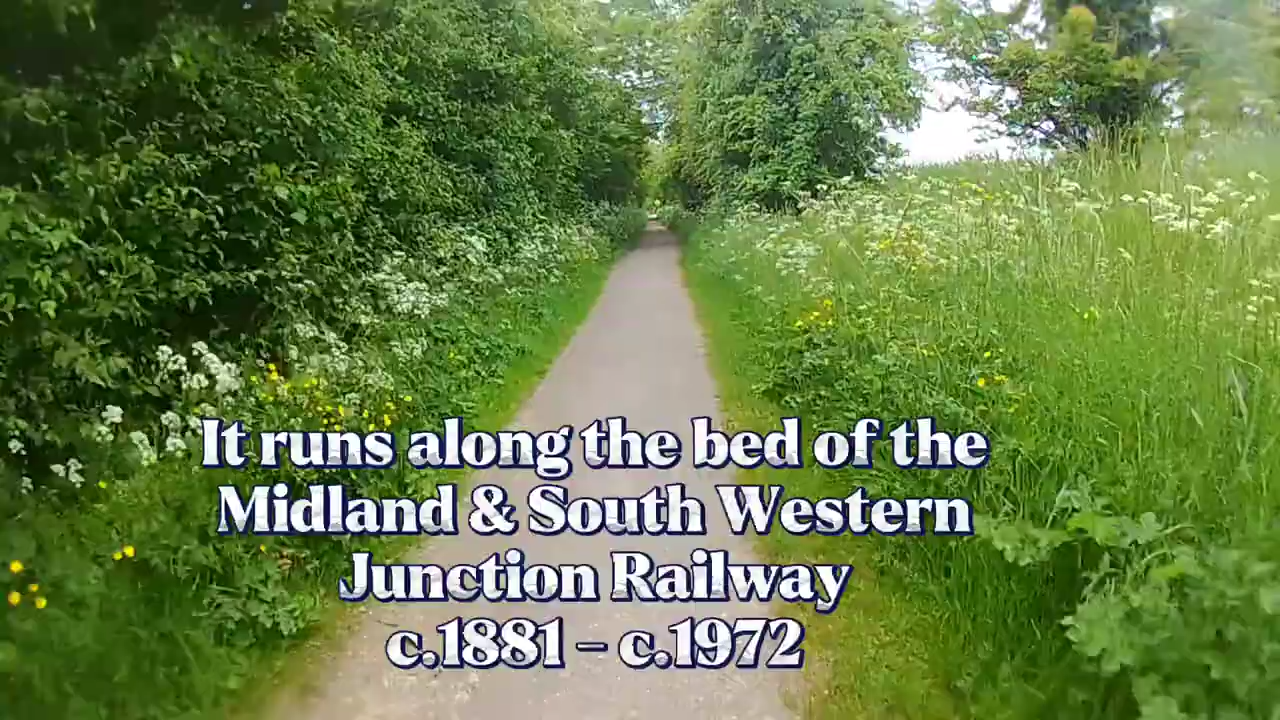 It runs along the bed of the
Midland & South Western
Junction Railway
c.1881 – c.1972